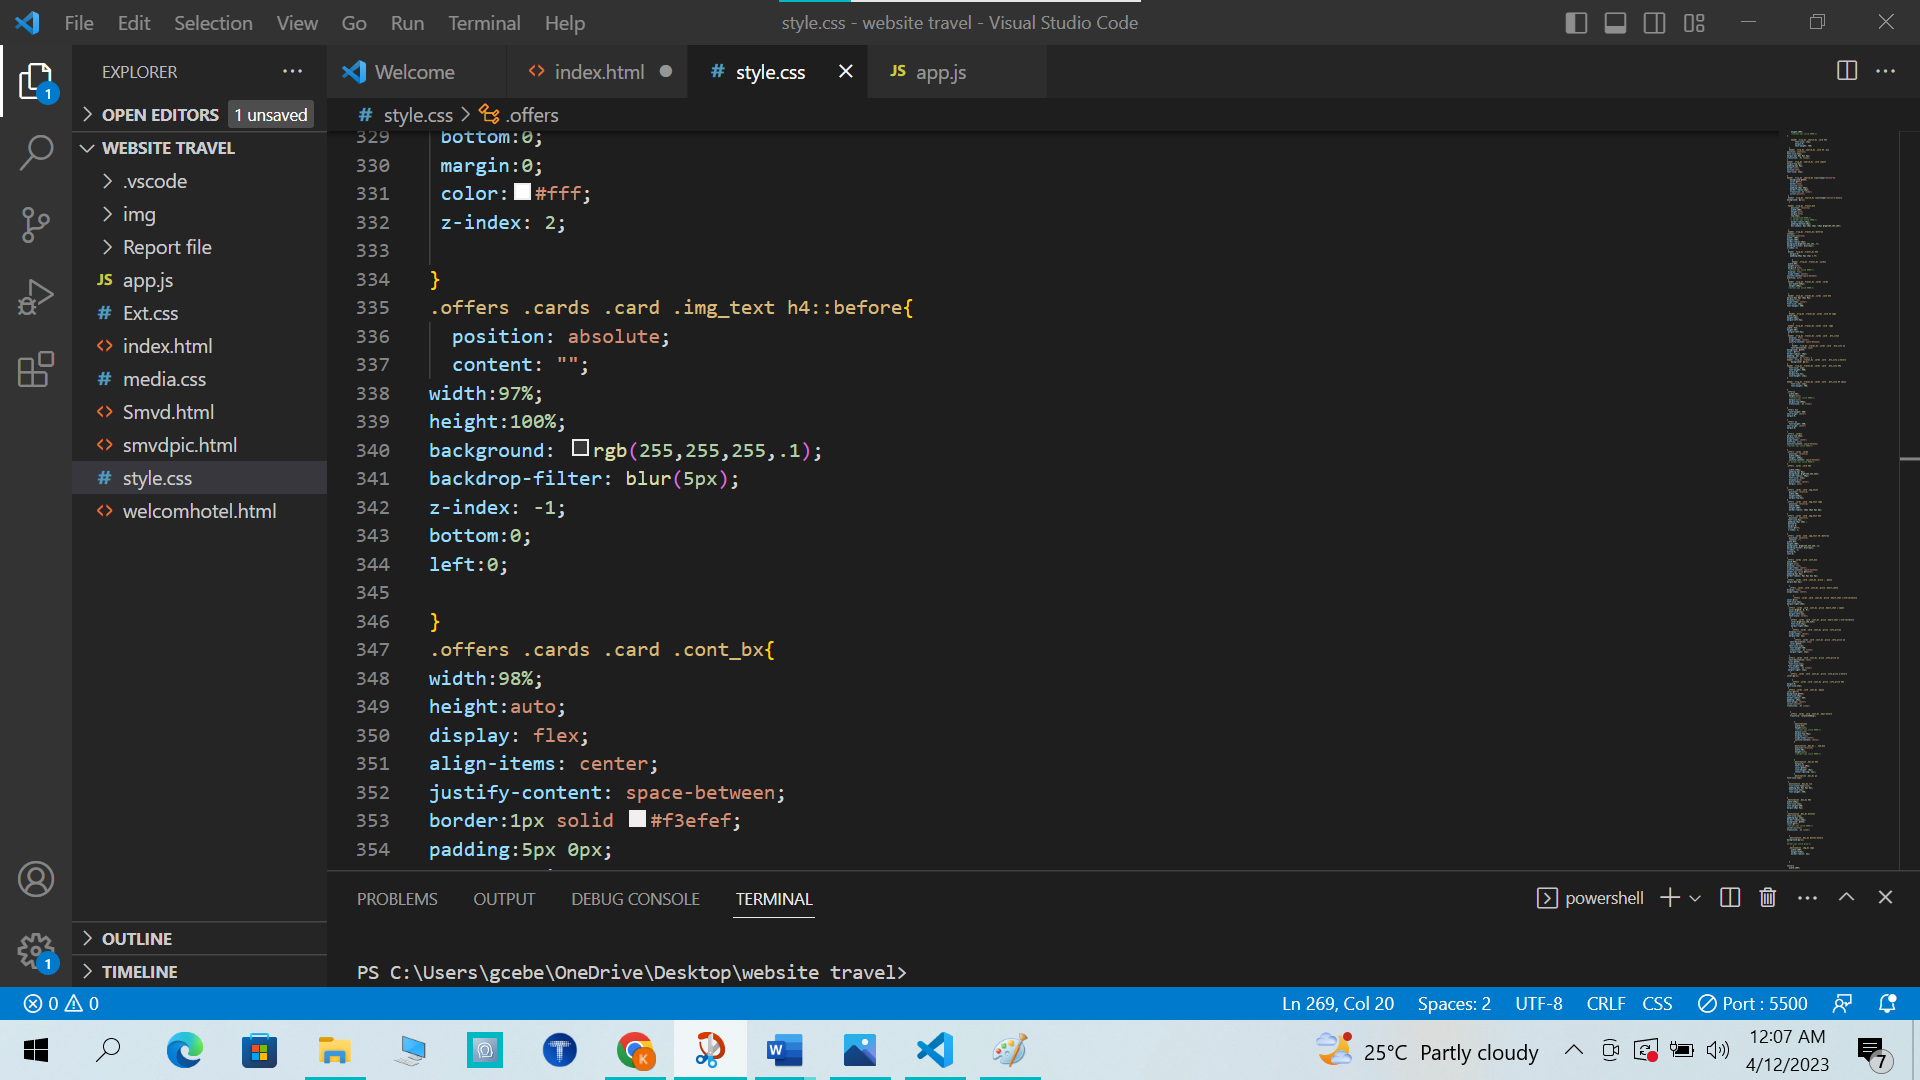 File Edit Selection View Go Run Terminal Help
style.css - website travel - Visual Studio Code
EXPLORER
Welcome
index.html
# style.css
JS app.js
OPEN EDITORS 1 unsaved
# style.css > .offers
WEBSITE TRAVEL
.vscode
img
Report file
JS app.js
# Ext.css
index.html
# media.css
Smvd.html
smvdpic.html
# style.css
welcomhotel.html
OUTLINE
TIMELINE
1
1
329 bottom:0;
330 margin:0;
331 color:#fff;
332 z-index: 2;
333
334 }
335 .offers .cards .card .img_text h4::before{
336 position: absolute;
337 content: "";
338 width:97%;
339 height:100%;
340 background: rgb(255,255,255,.1);
341 backdrop-filter: blur(5px);
342 z-index: -1;
343 bottom:0;
344 left:0;
345
346 }
347 .offers .cards .card .cont_bx{
348 width:98%;
349 height:auto;
350 display: flex;
351 align-items: center;
352 justify-content: space-between;
353 border:1px solid #f3efef;
354 padding:5px 0px;
PROBLEMS OUTPUT DEBUG CONSOLE TERMINAL
powershell
PS C:\Users\gcebe\OneDrive\Desktop\website travel>
0 0
Ln 269, Col 20 Spaces: 2 UTF-8 CRLF CSS Port : 5500
T
K
W
25°C Partly cloudy
12:07 AM
4/12/2023
7